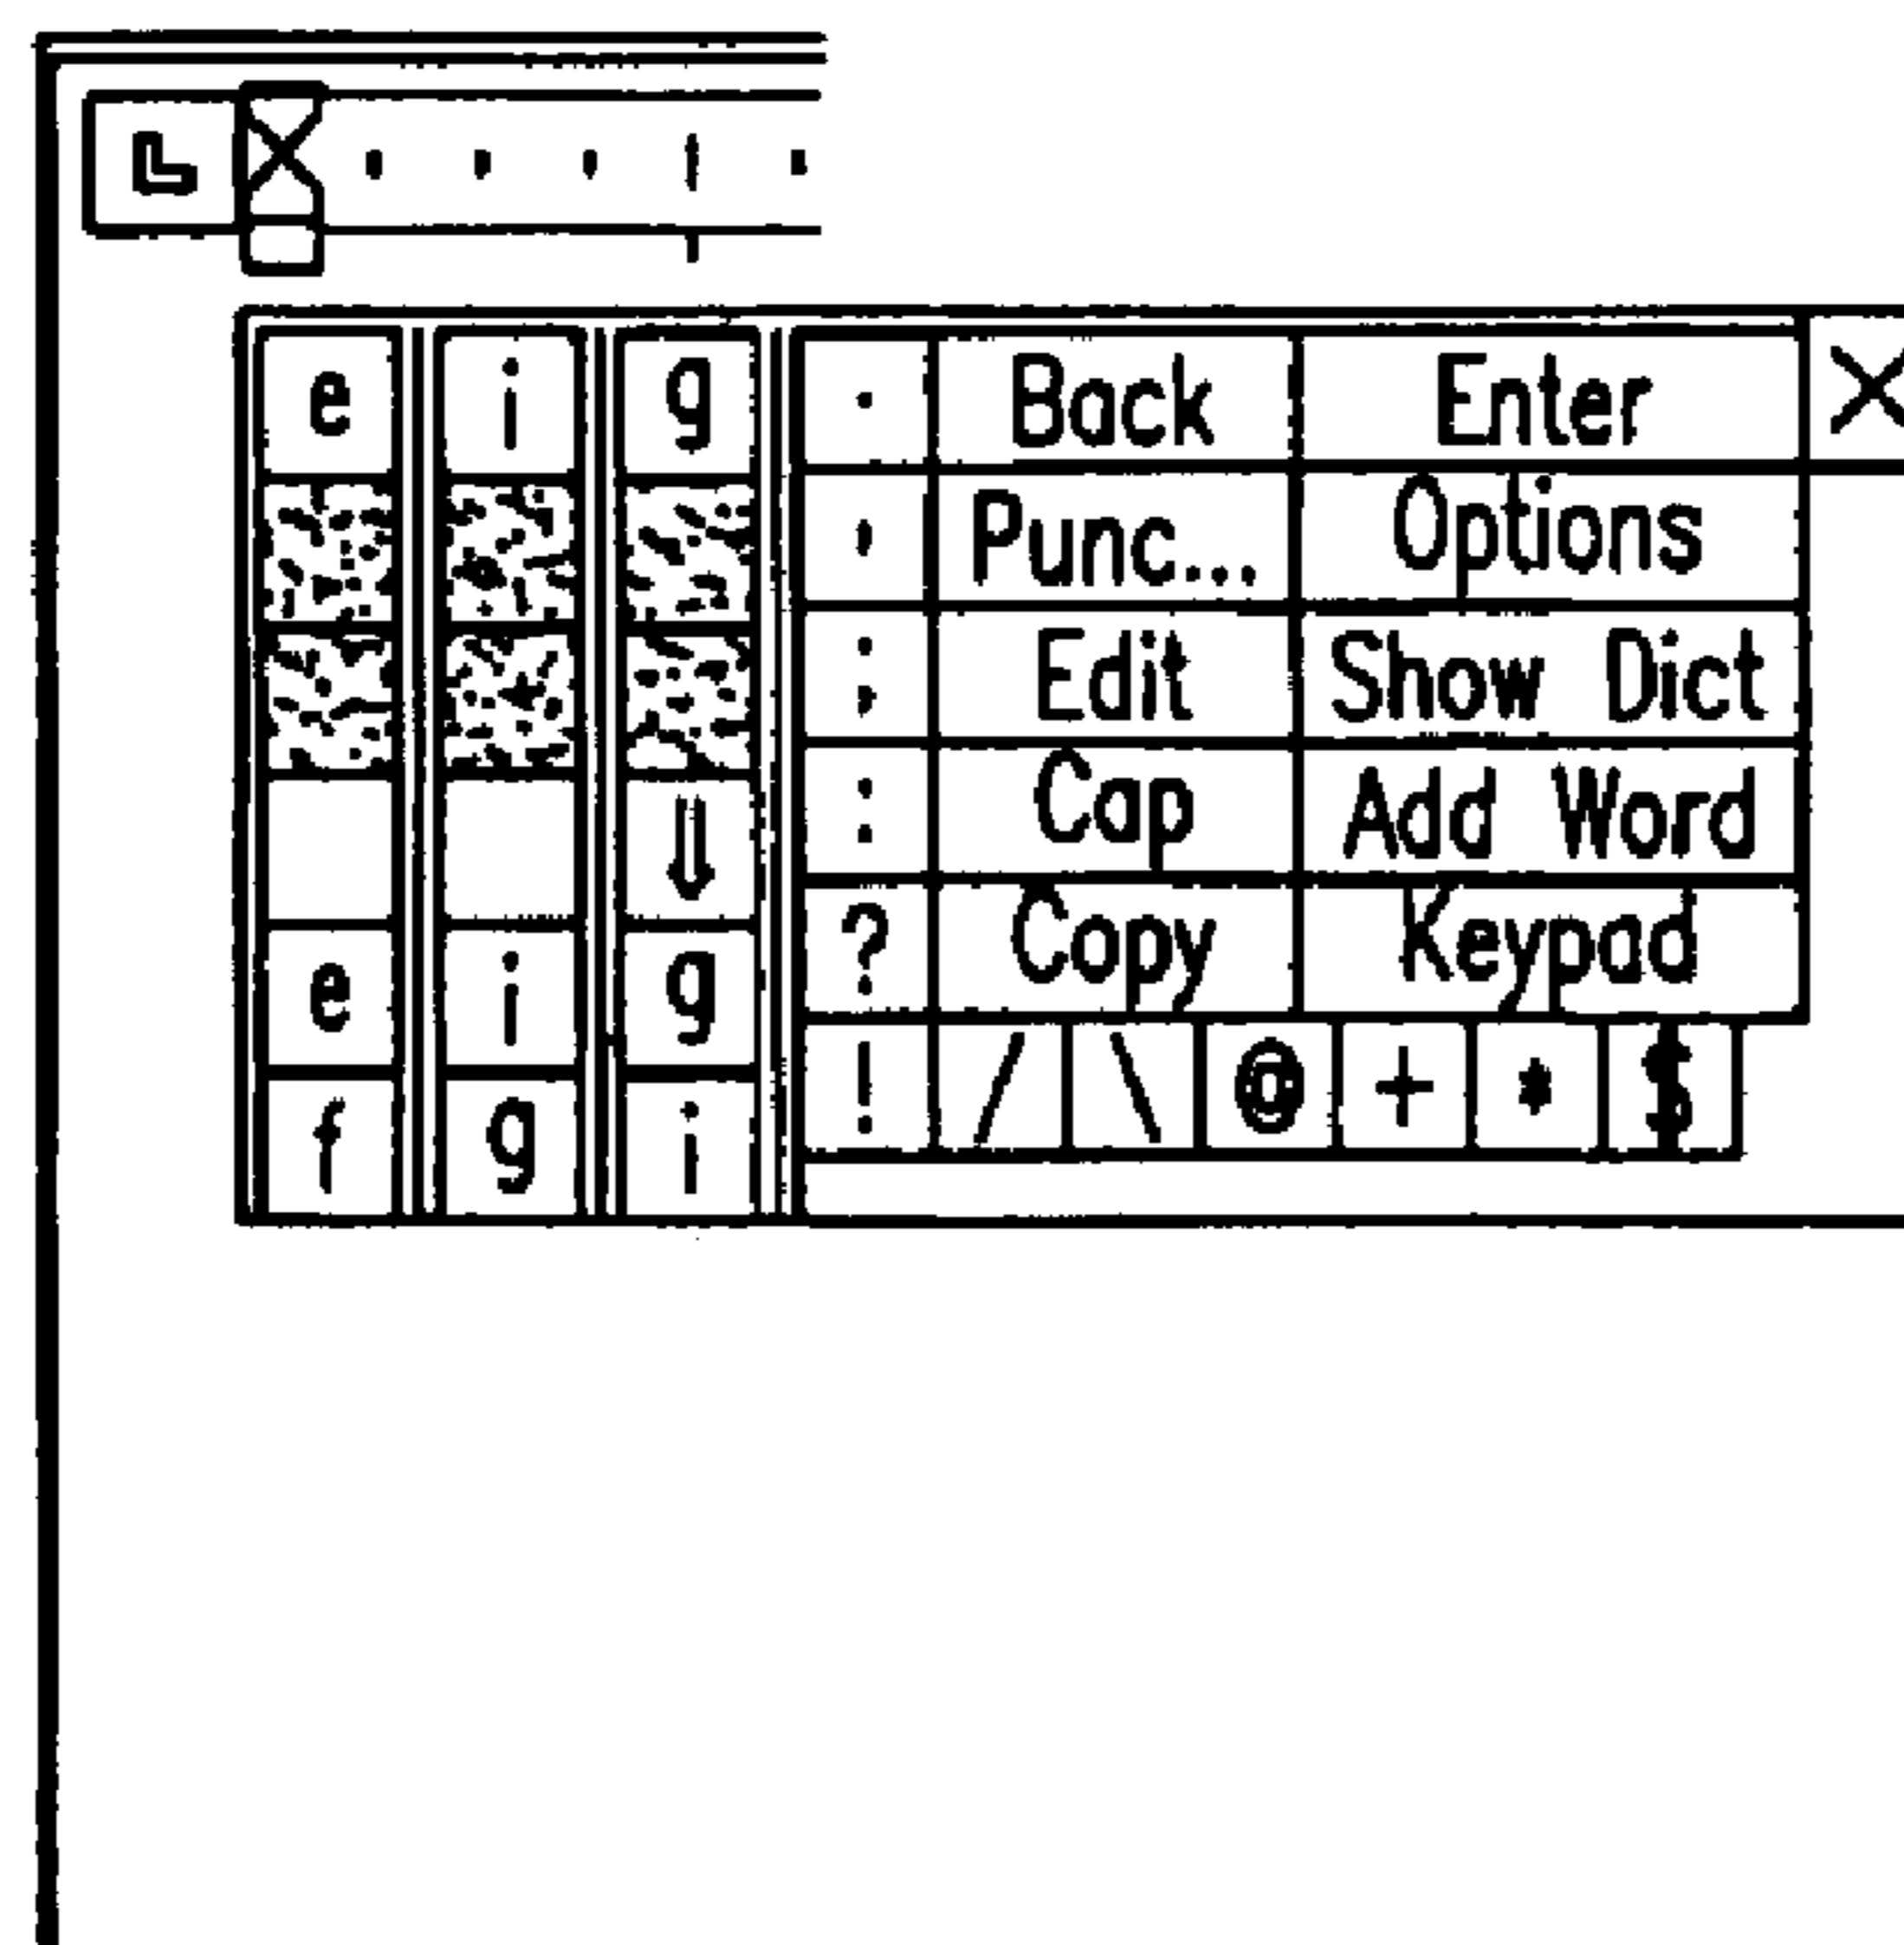 e i g . Back Enter X
, Punc... Options
; Edit Show Dict
: Cap Add Word
⇓
e i g ? Copy Keypad
f g i ! / \ @ + * $